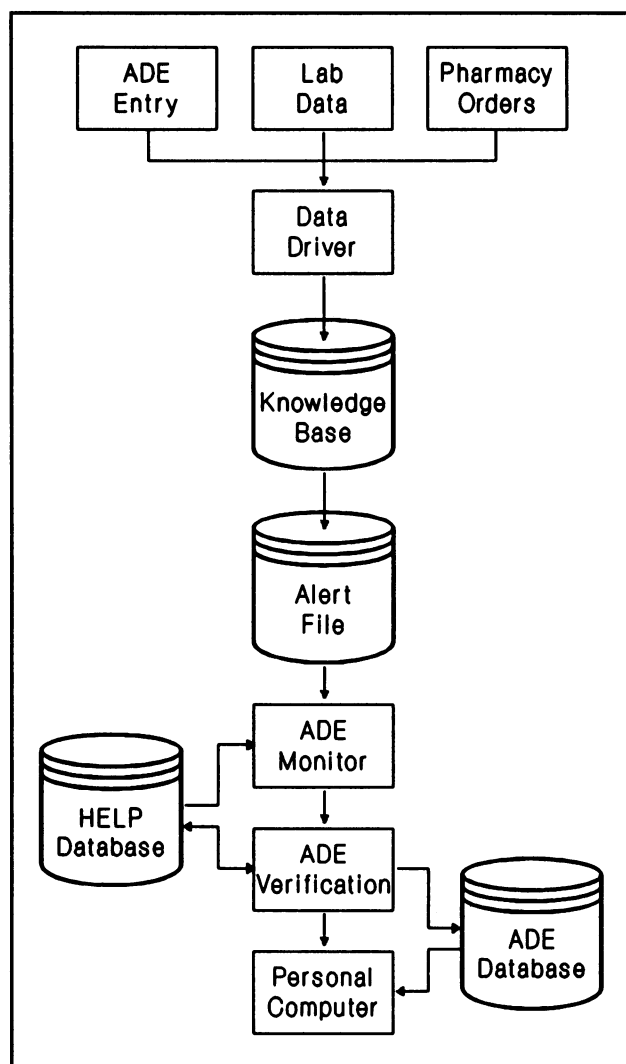 ADE
Entry
Lab
Data
Pharmacy
Orders
Data
Driver
Knowledge
Base
Alert
File
ADE
Monitor
HELP
Database
ADE
Verification
ADE
Database
Personal
Computer